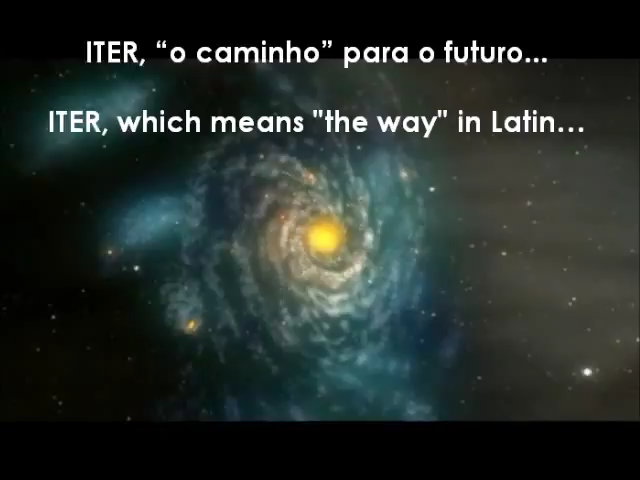 ITER, “o caminho” para o futuro...
ITER, which means "the way" in Latin…